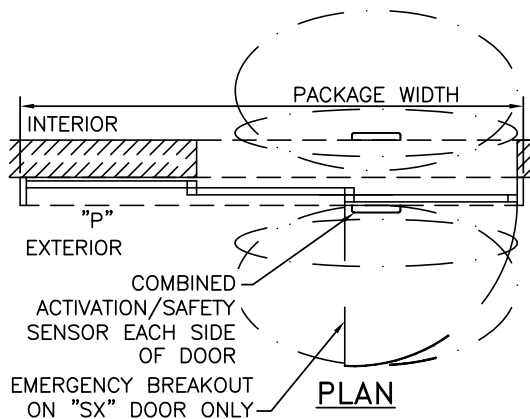 PACKAGE WIDTH
INTERIOR
"P"
EXTERIOR
COMBINED
ACTIVATION/SAFETY
SENSOR EACH SIDE
OF DOOR
EMERGENCY BREAKOUT
ON "SX" DOOR ONLY
PLAN